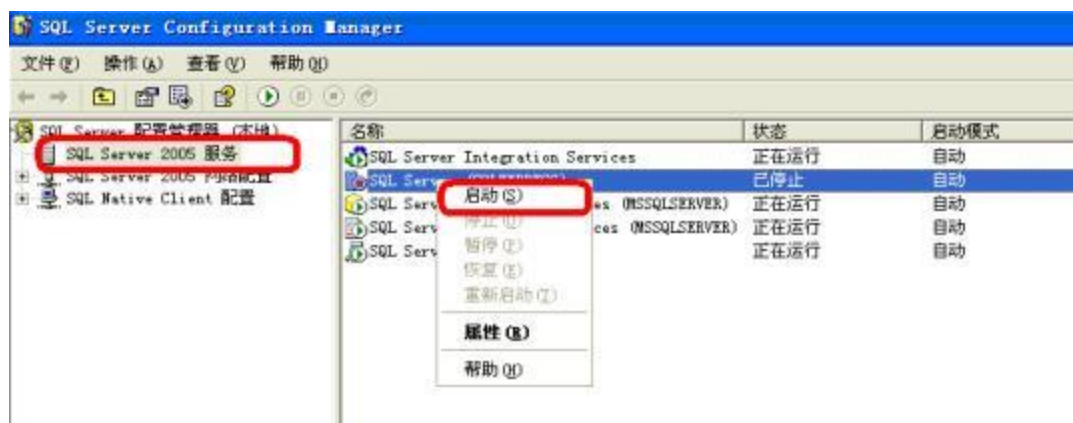 SQL Server Configuration Manager
文件(F) 操作(A) 查看(V) 帮助(H)
SQL Server 配置管理器 (本地)
SQL Server 2005 服务
SQL Server 2005 网络配置
SQL Native Client 配置
名称 状态 启动模式
SQL Server Integration Services 正在运行 自动
SQL Server (SQLEXPRESS) 已停止 自动
SQL Serv es (MSSQLSERVER) 正在运行 自动
SQL Serv ces (MSSQLSERVER) 正在运行 自动
SQL Serv 正在运行 自动
启动(S)
停止(O)
暂停(P)
恢复(E)
重新启动(T)
属性(R)
帮助(H)